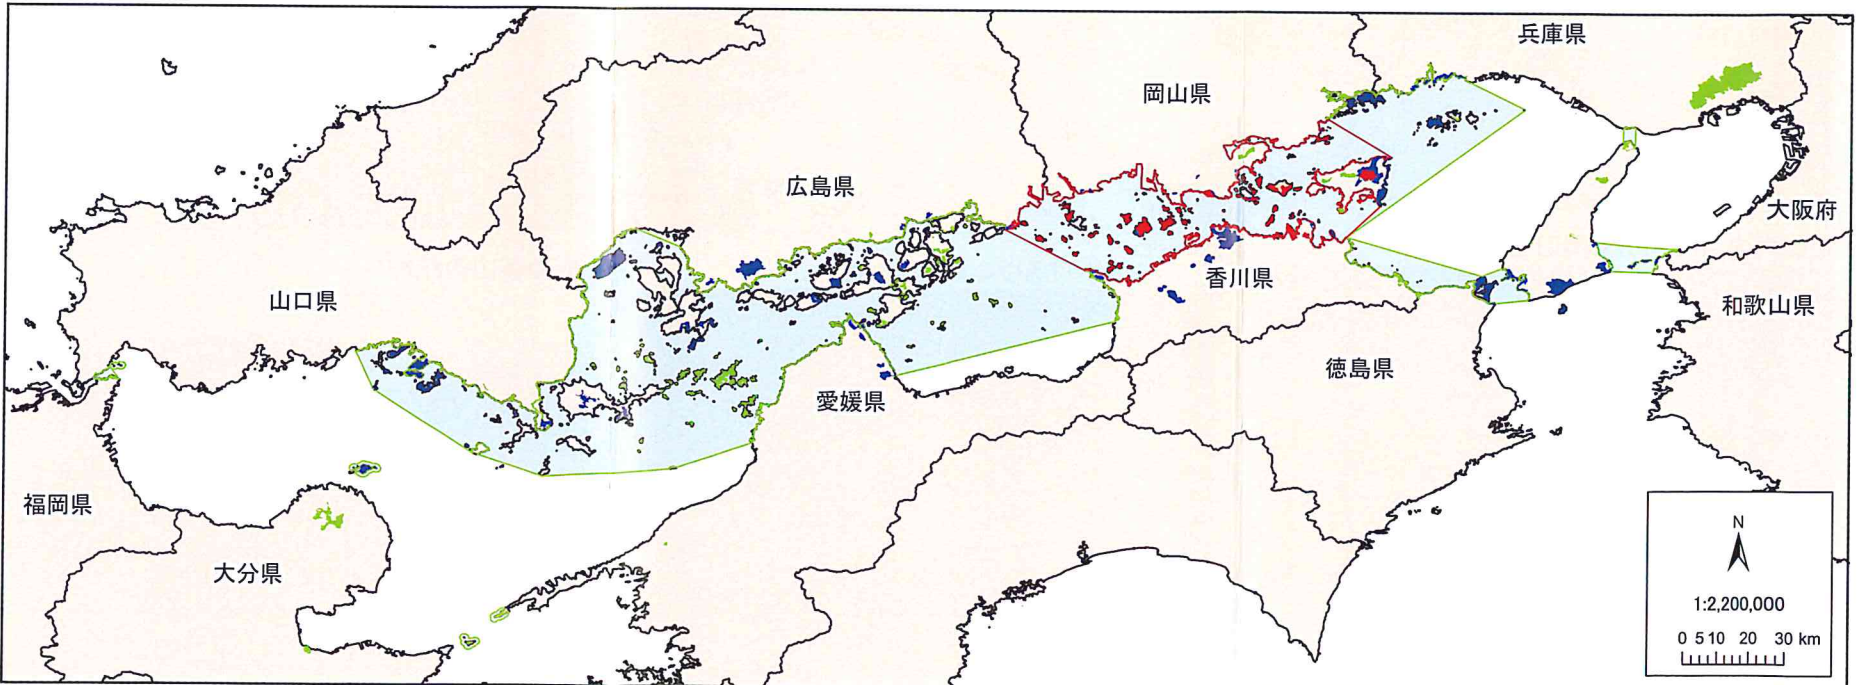 兵庫県
岡山県
広島県
大阪府
香川県
山口県
和歌山県
徳島県
愛媛県
福岡県
大分県
N
1:2,200,000
0 5 10 20 30 km